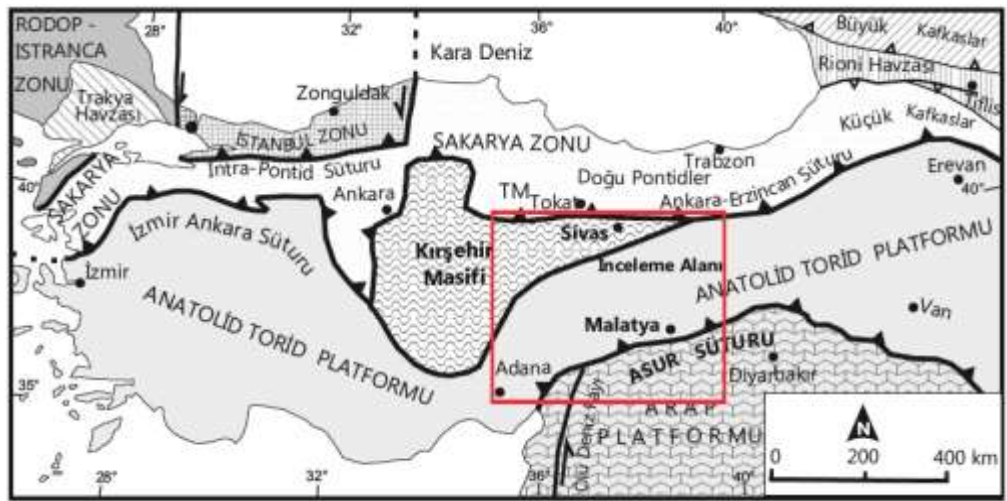 RODOP -
ISTRANCA
ZONU
28°
32°
36°
40°
Büyük
Kafkaslar
Rioni Havzası
Tiflis
Kara Deniz
Trakya
Havzası
Zonguldak
İSTANBUL ZONU
Küçük Kafkaslar
SAKARYA ZONU
Intra-Pontid Süturu
Trabzon
Erevan
40°
40°
SAKARYA
ZONU
Ankara
Doğu Pontidler
TM
Tokat
Ankara-Erzincan Süturu
İzmir Ankara Süturu
Sivas
Kırşehir
Masifi
İnceleme Alanı
ANATOLİD TORİD PLATFORMU
İzmir
ANATOLİD TORİD PLATFORMU
Malatya
Van
ASUR SÜTURU
Adana
Diyarbakır
35°
Ölü Deniz Fayı
ARAP
PLATFORMU
N
0 200 400 km
28°
32°
36°
40°